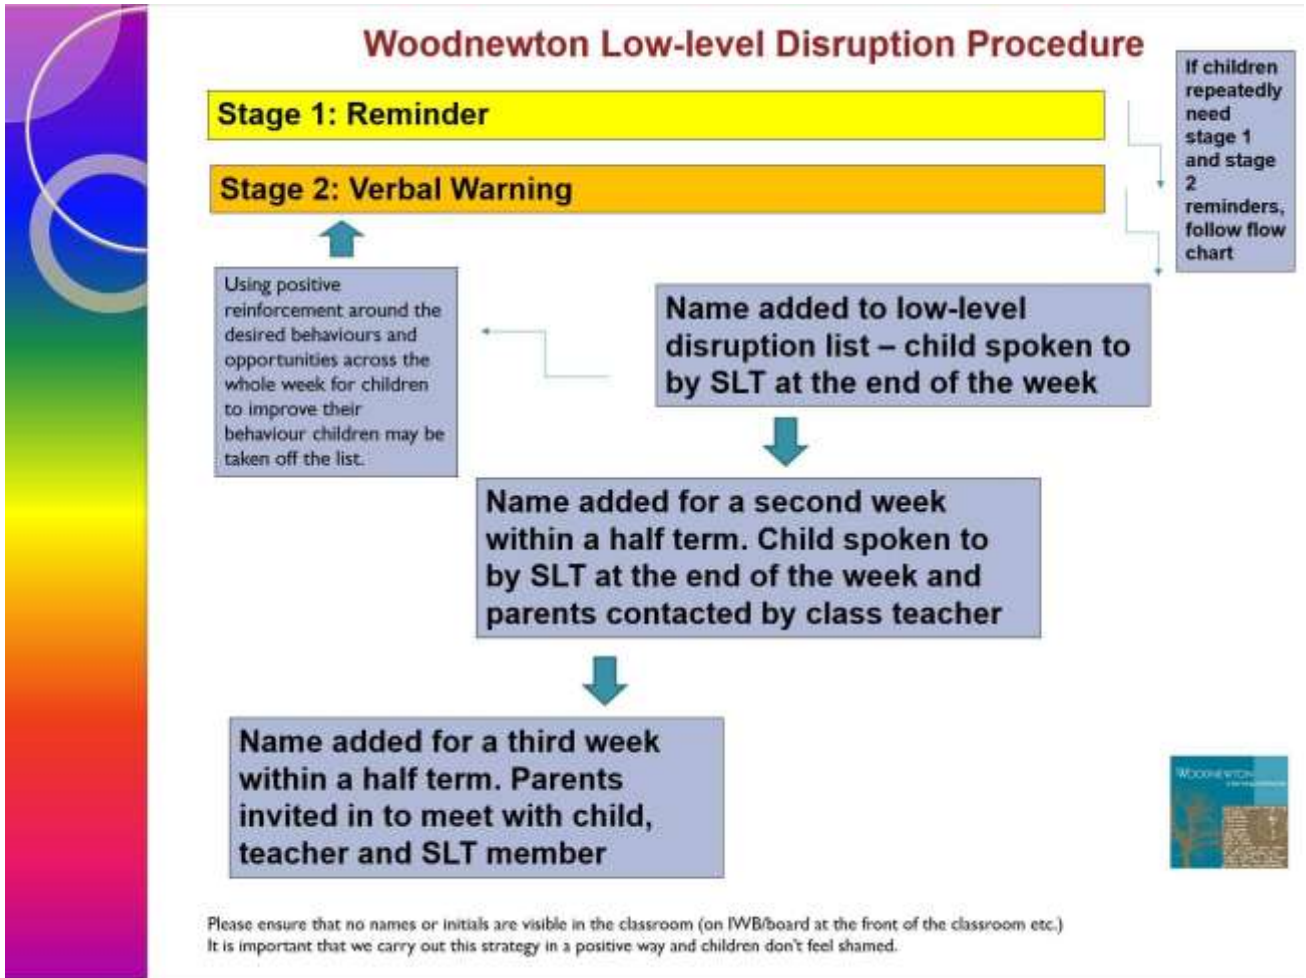 Woodnewton Low-level Disruption Procedure
If children
repeatedly
need
stage 1
and stage
2
reminders,
follow flow
chart
Stage 1: Reminder
Stage 2: Verbal Warning
Using positive
reinforcement around the
desired behaviours and
opportunities across the
whole week for children
to improve their
behaviour children may be
taken off the list.
Name added to low-level
disruption list – child spoken to
by SLT at the end of the week
Name added for a second week
within a half term. Child spoken to
by SLT at the end of the week and
parents contacted by class teacher
Name added for a third week
within a half term. Parents
invited in to meet with child,
teacher and SLT member
WOODNEWTON
Please ensure that no names or initials are visible in the classroom (on IWB/board at the front of the classroom etc.)
It is important that we carry out this strategy in a positive way and children don't feel shamed.